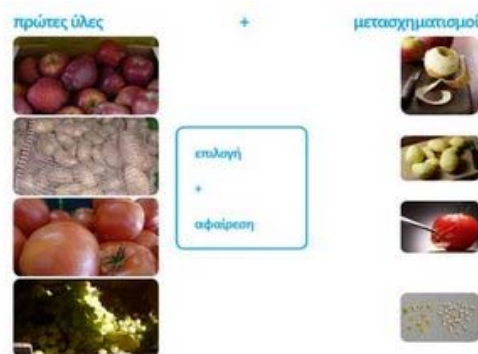 πρώτες ύλες + μετασχηματισμοί
επιλογή
+
αφαίρεση